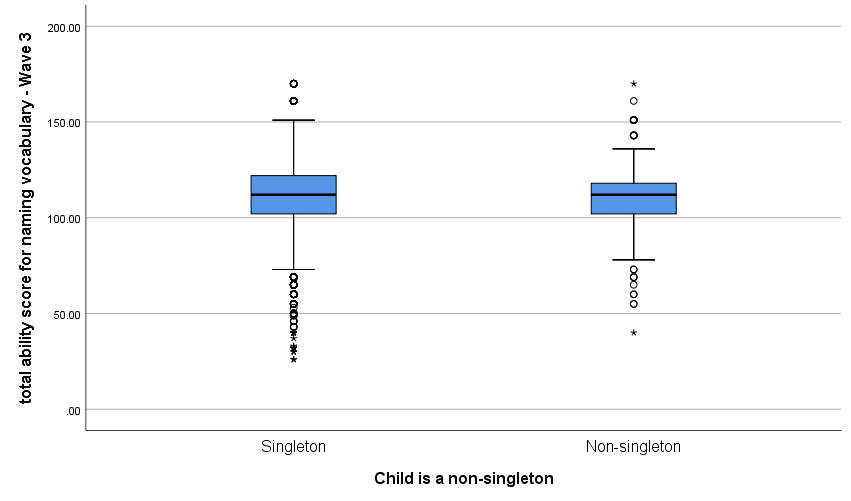 total ability score for naming vocabulary - Wave 3
200.00
150.00
100.00
50.00
.00
Singleton
Non-singleton
Child is a non-singleton